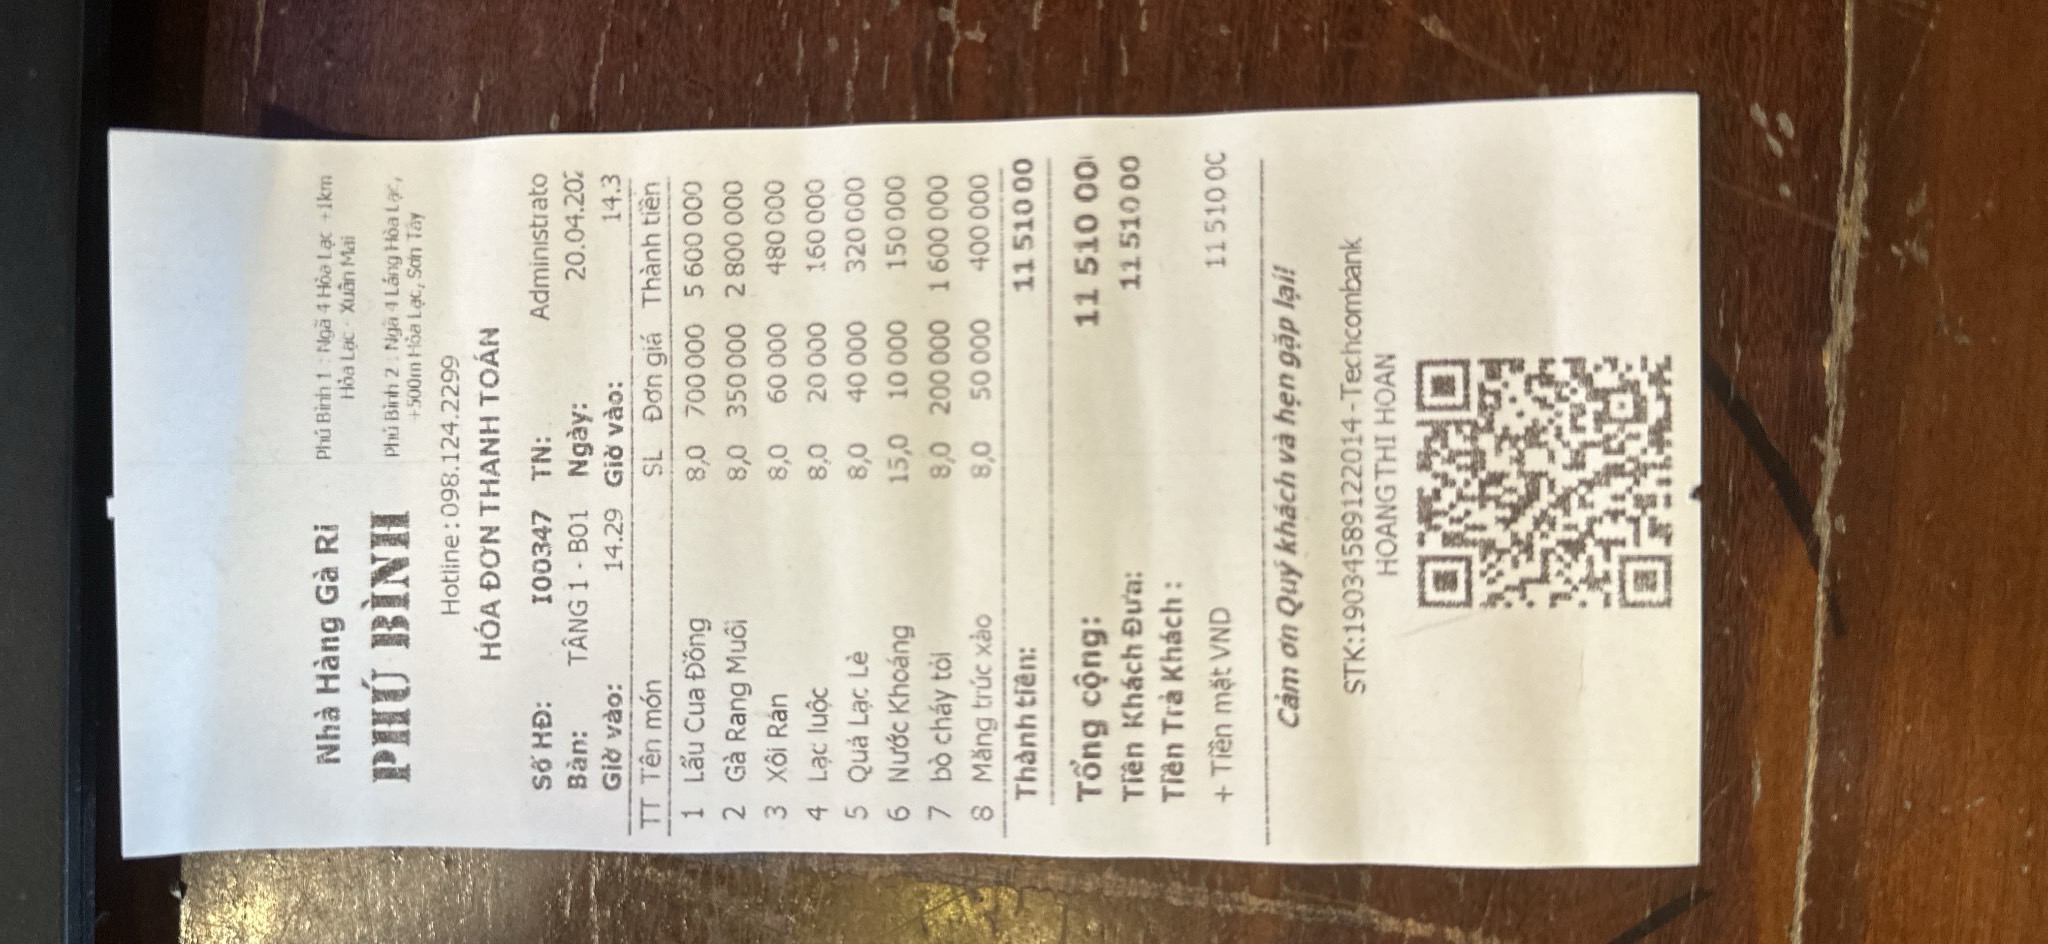 Nhà Hàng Gà Ri
PHÚ BÌNH
Phú Bình 1 : Ngã 4 Hòa Lạc +1km
Hòa Lạc - Xuân Mai
Phú Bình 2 : Ngã 4 Láng Hòa Lạc,
+500m Hòa Lạc, Sơn Tây
Hotline : 098.124.2299
HÓA ĐƠN THANH TOÁN
Số HĐ: I00347 TN: Administrato
Bàn: TẦNG 1 - B01 Ngày: 20.04.202
Giờ vào: 14.29 Giờ vào: 14.3
TT Tên món SL Đơn giá Thành tiền
1 Lẩu Cua Đồng 8,0 700 000 5 600 000
2 Gà Rang Muối 8,0 350 000 2 800 000
3 Xôi Rán 8,0 60 000 480 000
4 Lạc luộc 8,0 20 000 160 000
5 Quả Lạc Lè 8,0 40 000 320 000
6 Nước Khoáng 15,0 10 000 150 000
7 bò cháy tỏi 8,0 200 000 1 600 000
8 Măng trúc xào 8,0 50 000 400 000
Thành tiền: 11 510 00
Tổng cộng: 11 510 00
Tiền Khách Đưa: 11 510 00
Tiền Trả Khách :
+ Tiền mặt VND 11 510 00
Cảm ơn Quý khách và hẹn gặp lại!
STK:19034589122014 - Techcombank
HOANG THI HOAN